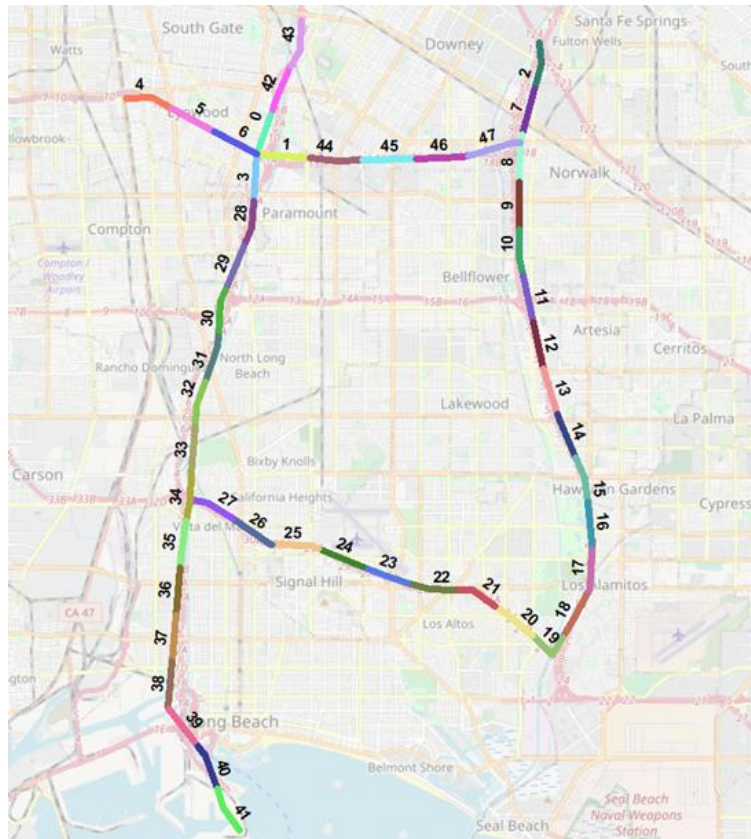 Santa Fe Springs
South Gate
43
Downey
Fulton Wells
Watts
2
42
4
7
5
Lynwood
0
6
1
44
45
46
47
8
3
Norwalk
28
Paramount
9
Compton
10
29
Compton /
Woodley
Airport
Bellflower
11
30
12
Artesia
31
North Long
Beach
Cerritos
Rancho Domingue
32
13
Lakewood
14
La Palma
33
Bixby Knolls
Carson
15
34
27
California Heights
Hawaiian Gardens
Cypress
16
26
35
25
24
17
23
Signal Hill
22
Los Alamitos
36
21
18
CA 47
Los Altos
20
19
37
38
39
Long Beach
40
Belmont Shore
41
Seal Beach
Naval Weapons
Station
Seal Beach